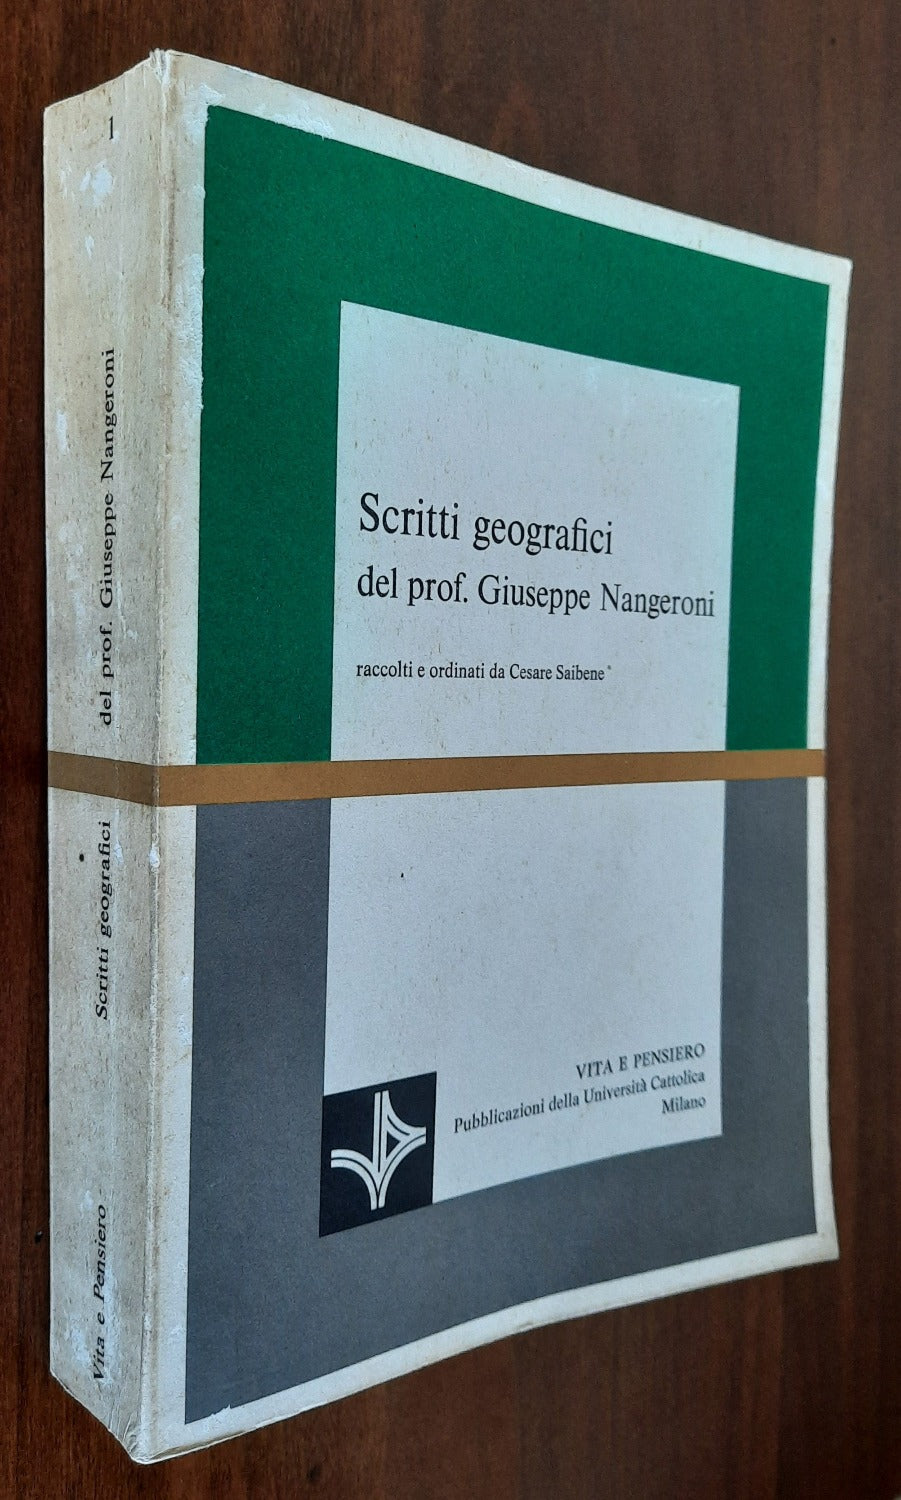 Scritti geografici
del prof. Giuseppe Nangeroni
raccolti e ordinati da Cesare Saibene
VITA E PENSIERO
Pubblicazioni della Università Cattolica
Milano
1
Scritti geografici del prof. Giuseppe Nangeroni
Vita e Pensiero